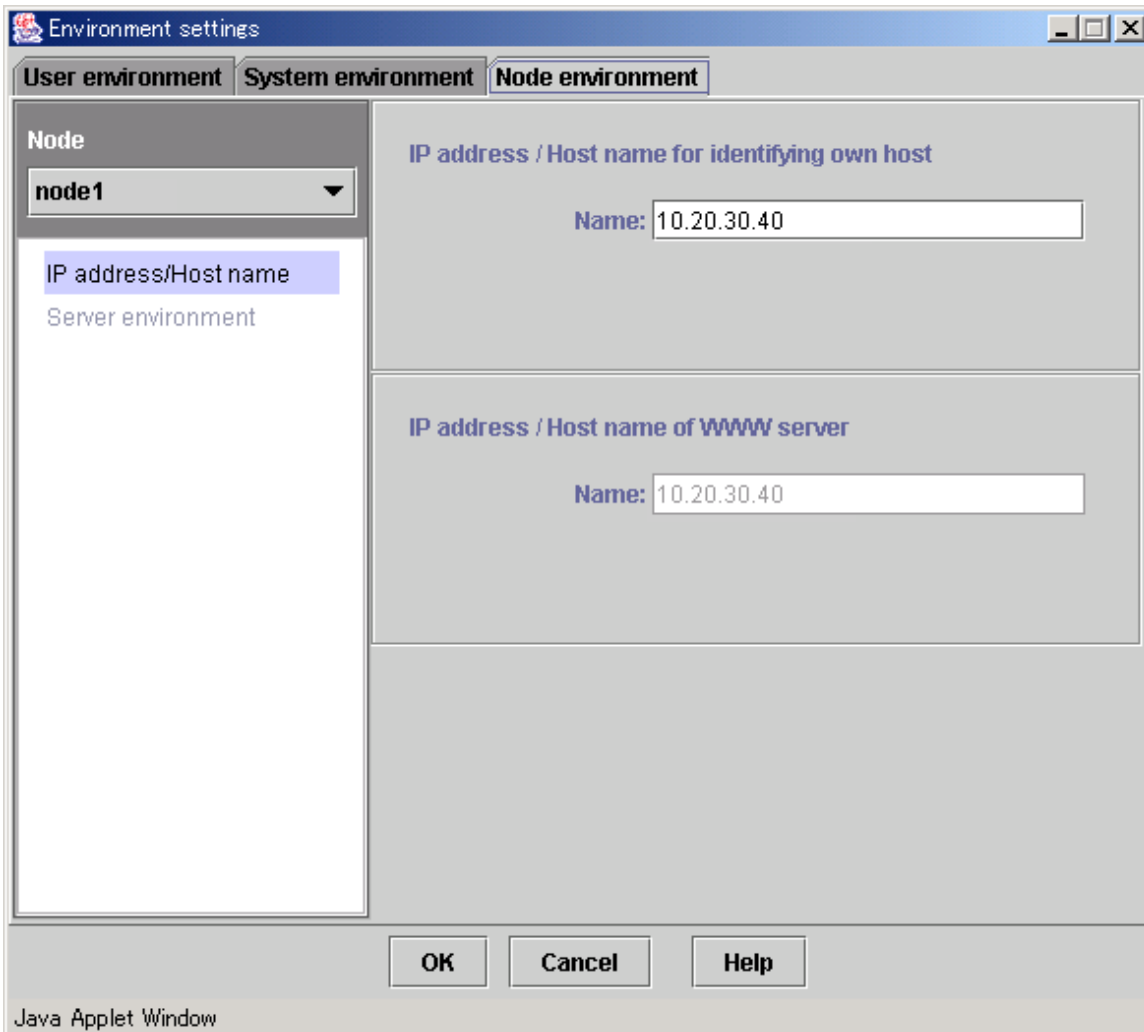 Environment settings
User environment System environment Node environment
Node
node1
IP address/Host name
Server environment
IP address / Host name for identifying own host
Name: 10.20.30.40
IP address / Host name of WWW server
Name: 10.20.30.40
OK Cancel Help
Java Applet Window